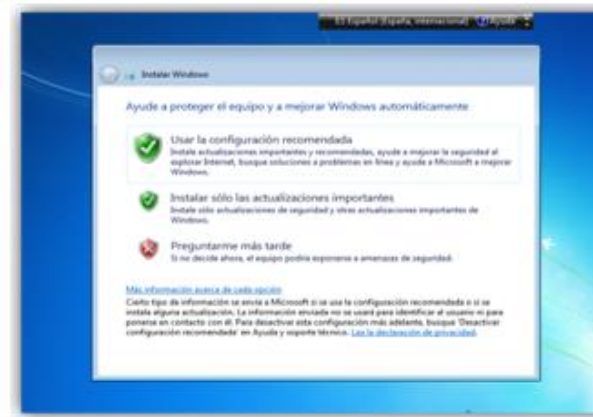 ES Español (España, internacional) Ayuda
Instalar Windows
Ayude a proteger el equipo y a mejorar Windows automáticamente
Usar la configuración recomendada
Instale actualizaciones importantes y recomendadas, ayude a mejorar la seguridad al
explorar Internet, busque soluciones a problemas en línea y ayude a Microsoft a mejorar
Windows.
Instalar sólo las actualizaciones importantes
Instale sólo actualizaciones de seguridad y otras actualizaciones importantes de
Windows.
Preguntarme más tarde
Si no decide ahora, el equipo podría exponerse a amenazas de seguridad.
Más información acerca de cada opción
Cierto tipo de información se envía a Microsoft si se usa la configuración recomendada o si se
instala alguna actualización. La información enviada no se usará para identificar al usuario ni para
ponerse en contacto con él. Para desactivar esta configuración más adelante, busque 'Desactivar
configuración recomendada' en Ayuda y soporte técnico. Lea la declaración de privacidad.